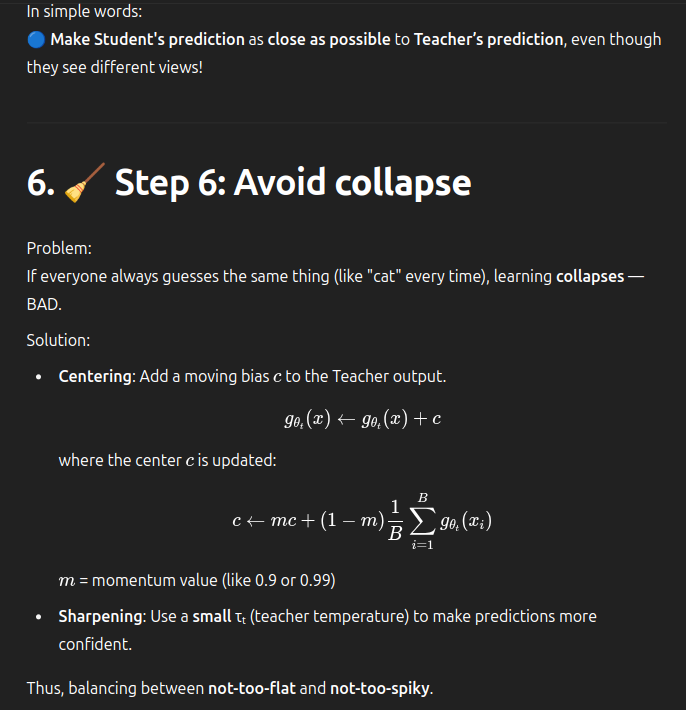 In simple words:
🔵 Make Student's prediction as close as possible to Teacher’s prediction, even though
they see different views!
6. 🧹 Step 6: Avoid collapse
Problem:
If everyone always guesses the same thing (like "cat" every time), learning collapses —
BAD.
Solution:
• Centering: Add a moving bias c to the Teacher output.
g_{θ_t}(x) ← g_{θ_t}(x) + c
where the center c is updated:
c ← mc + (1 − m) \frac{1}{B} \sum_{i=1}^{B} g_{θ_t}(x_i)
m = momentum value (like 0.9 or 0.99)
• Sharpening: Use a small τₜ (teacher temperature) to make predictions more
confident.
Thus, balancing between not-too-flat and not-too-spiky.